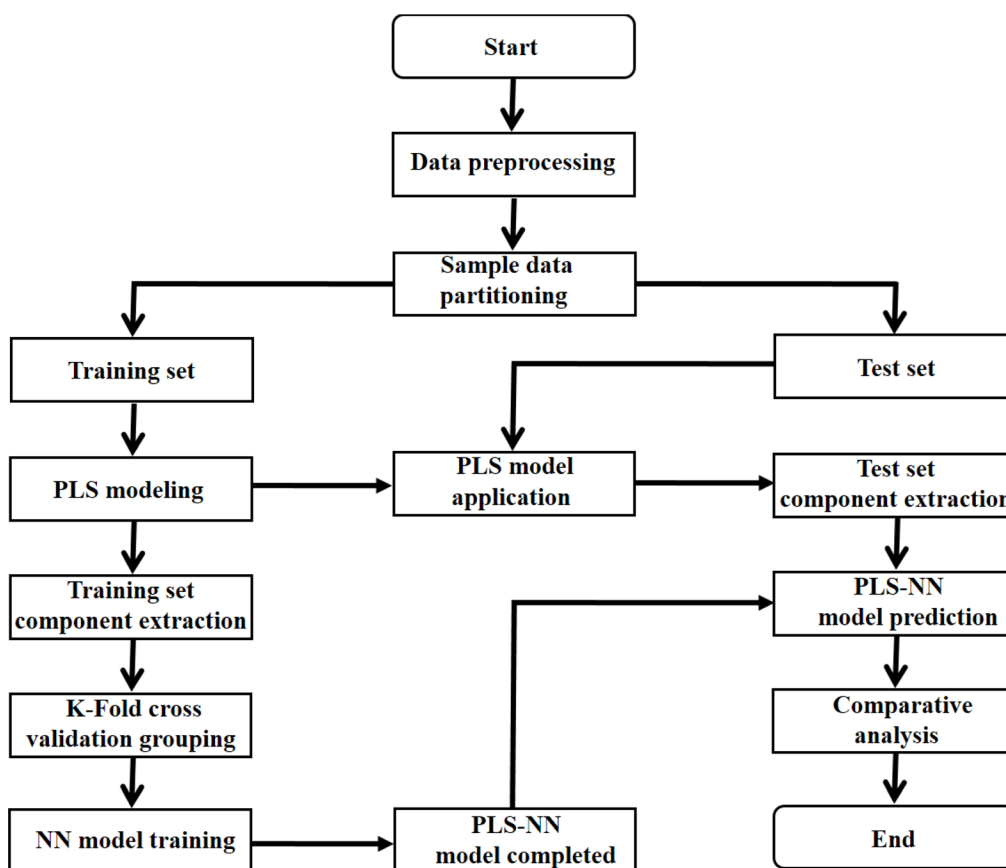 Start
Data preprocessing
Sample data
partitioning
Training set
Test set
PLS modeling
PLS model
application
Test set
component extraction
Training set
component extraction
PLS-NN
model prediction
K-Fold cross
validation grouping
Comparative
analysis
NN model training
PLS-NN
model completed
End